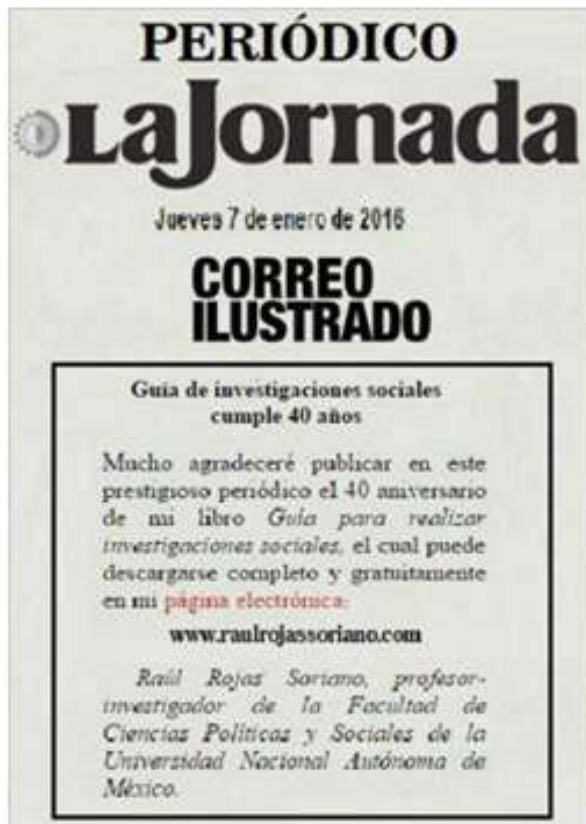 PERIÓDICO
LaJornada
Jueves 7 de enero de 2016
CORREO
ILUSTRADO
Guía de investigaciones sociales
cumple 40 años
Mucho agradeceré publicar en este
prestigioso periódico el 40 aniversario
de mi libro Guía para realizar
investigaciones sociales, el cual puede
descargarse completo y gratuitamente
en mi página electrónica:
www.raulrojassoriano.com
Raúl Rojas Soriano, profesor-
investigador de la Facultad de
Ciencias Políticas y Sociales de la
Universidad Nacional Autónoma de
México.